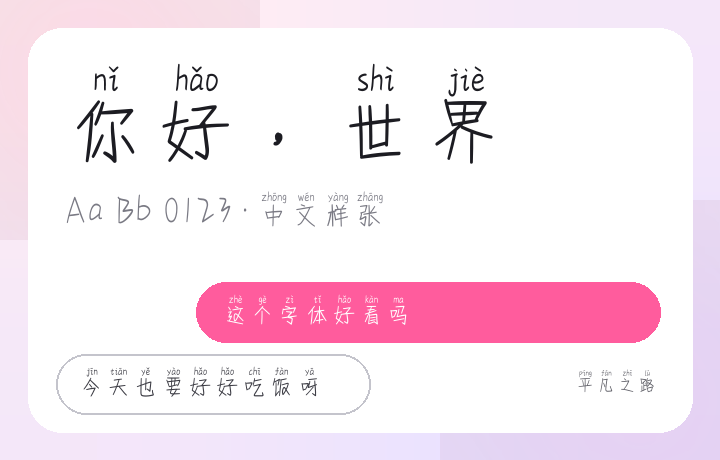 nǐ hǎo shì jiè
你好，世界
zhōng wén yàng zhāng
Aa Bb 0123·中文样张
zhè gè zì tǐ hǎo kàn ma
这个字体好看吗
jīn tiān yě yào hǎo hǎo chī fàn yā
今天也要好好吃饭呀
píng fán zhī lù
平凡之路